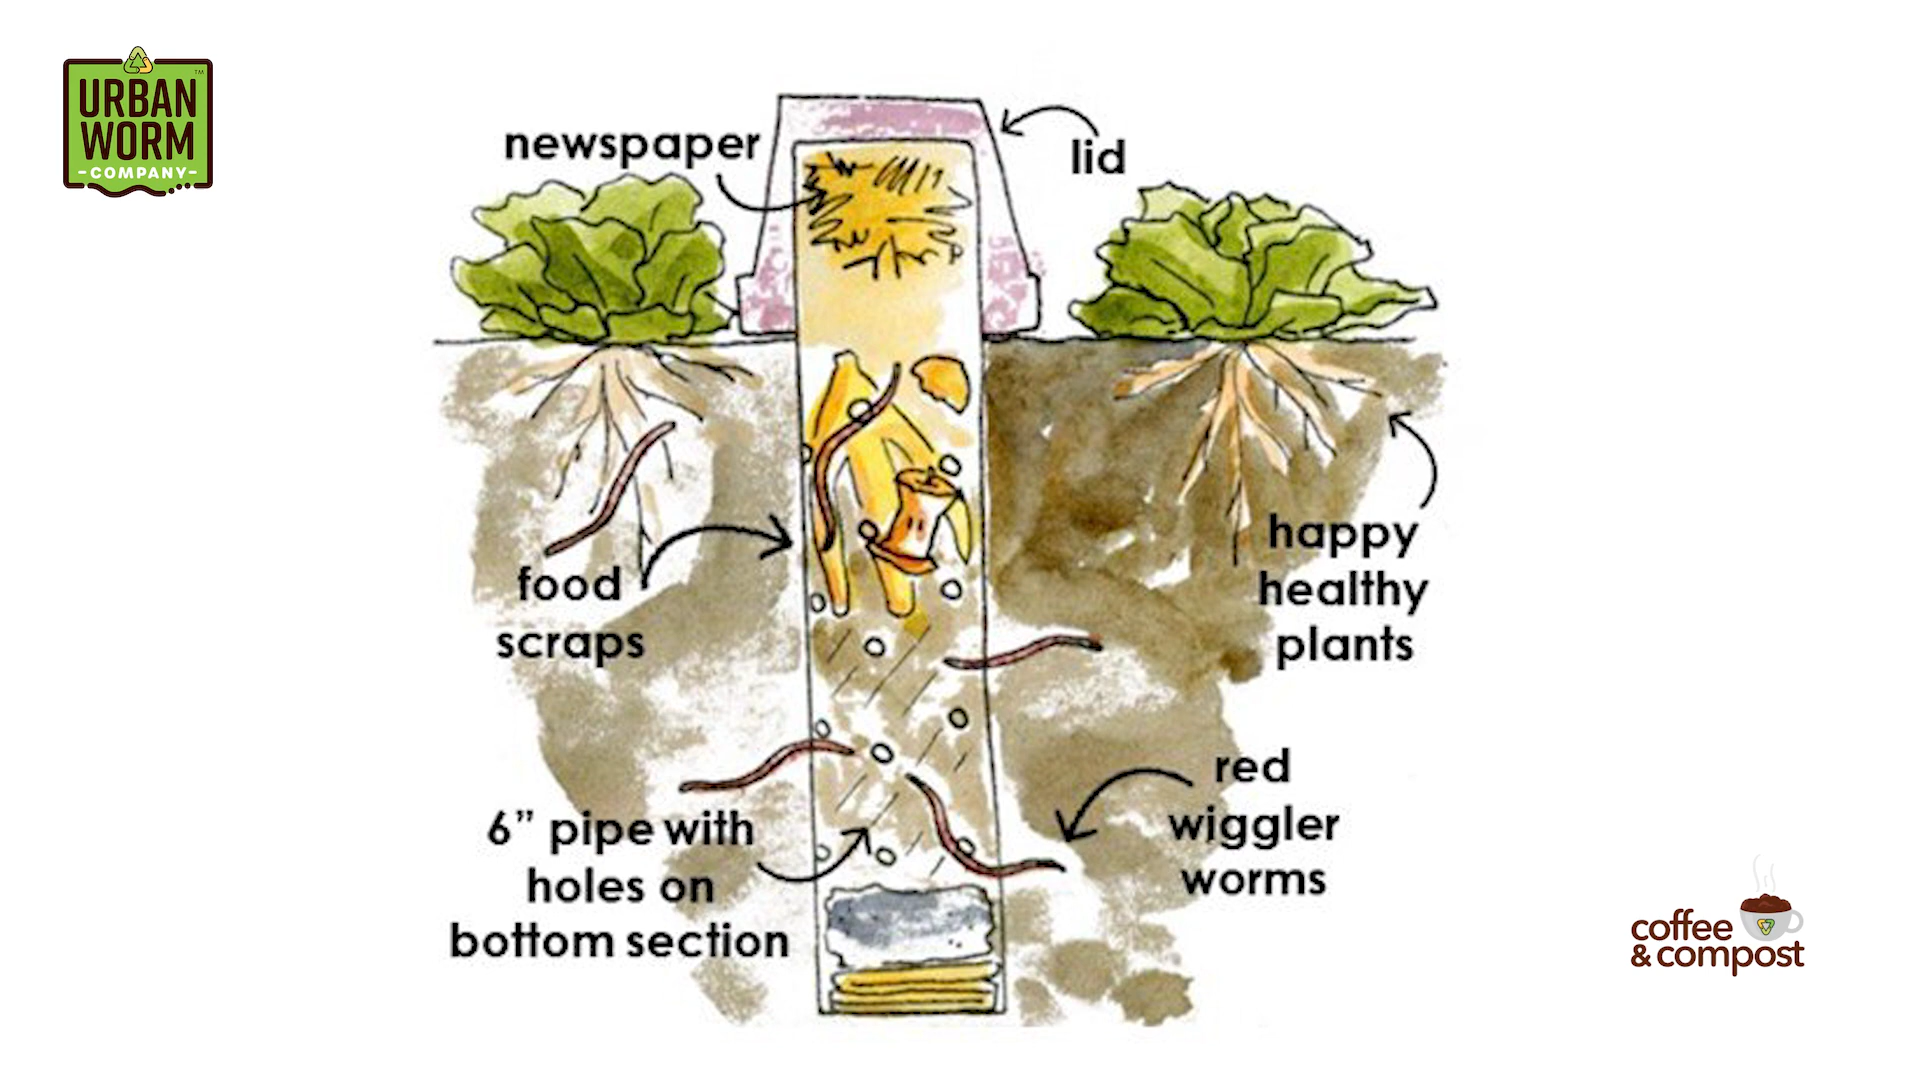 URBAN
WORM
-COMPANY-
TM
newspaper
lid
food
scraps
happy
healthy
plants
6” pipe with
holes on
bottom section
red
wiggler
worms
coffee
& compost